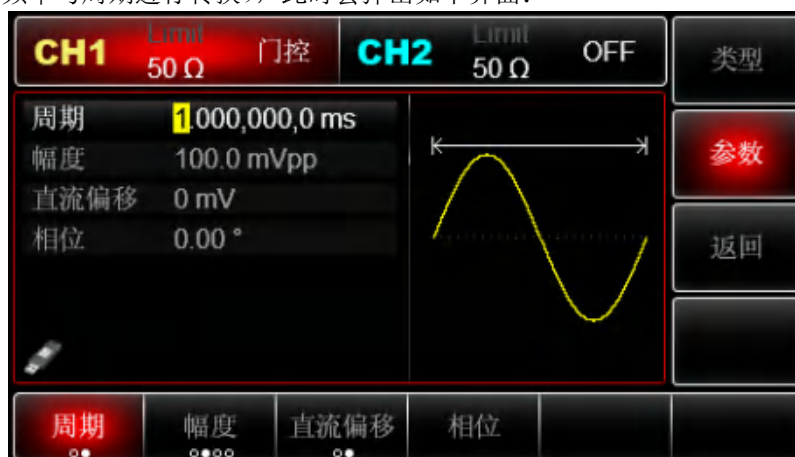 CH1 Limit 50 Ω 门控 CH2 Limit 50 Ω OFF 类型
周期 1.000,000,0 ms
幅度 100.0 mVpp
参数
直流偏移 0 mV
相位 0.00 °
返回
周期 幅度 直流偏移 相位